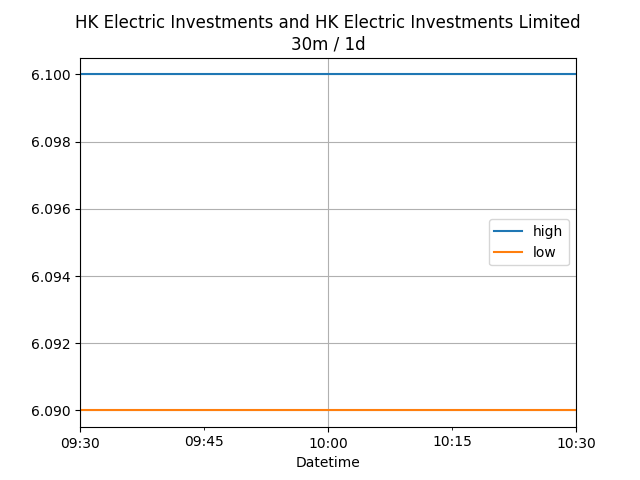 HK Electric Investments and HK Electric Investments Limited
30m / 1d
6.100
6.098
6.096
6.094
6.092
6.090
high
low
09:30 09:45 10:00 10:15 10:30
Datetime